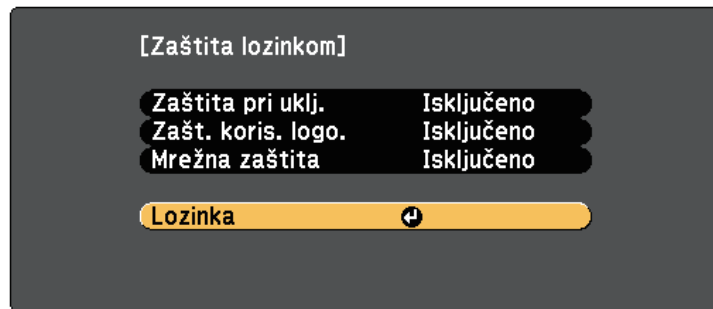 [Zaštita lozinkom]
Zaštita pri uklj. Isključeno
Zašt. koris. logo. Isključeno
Mrežna zaštita Isključeno
Lozinka